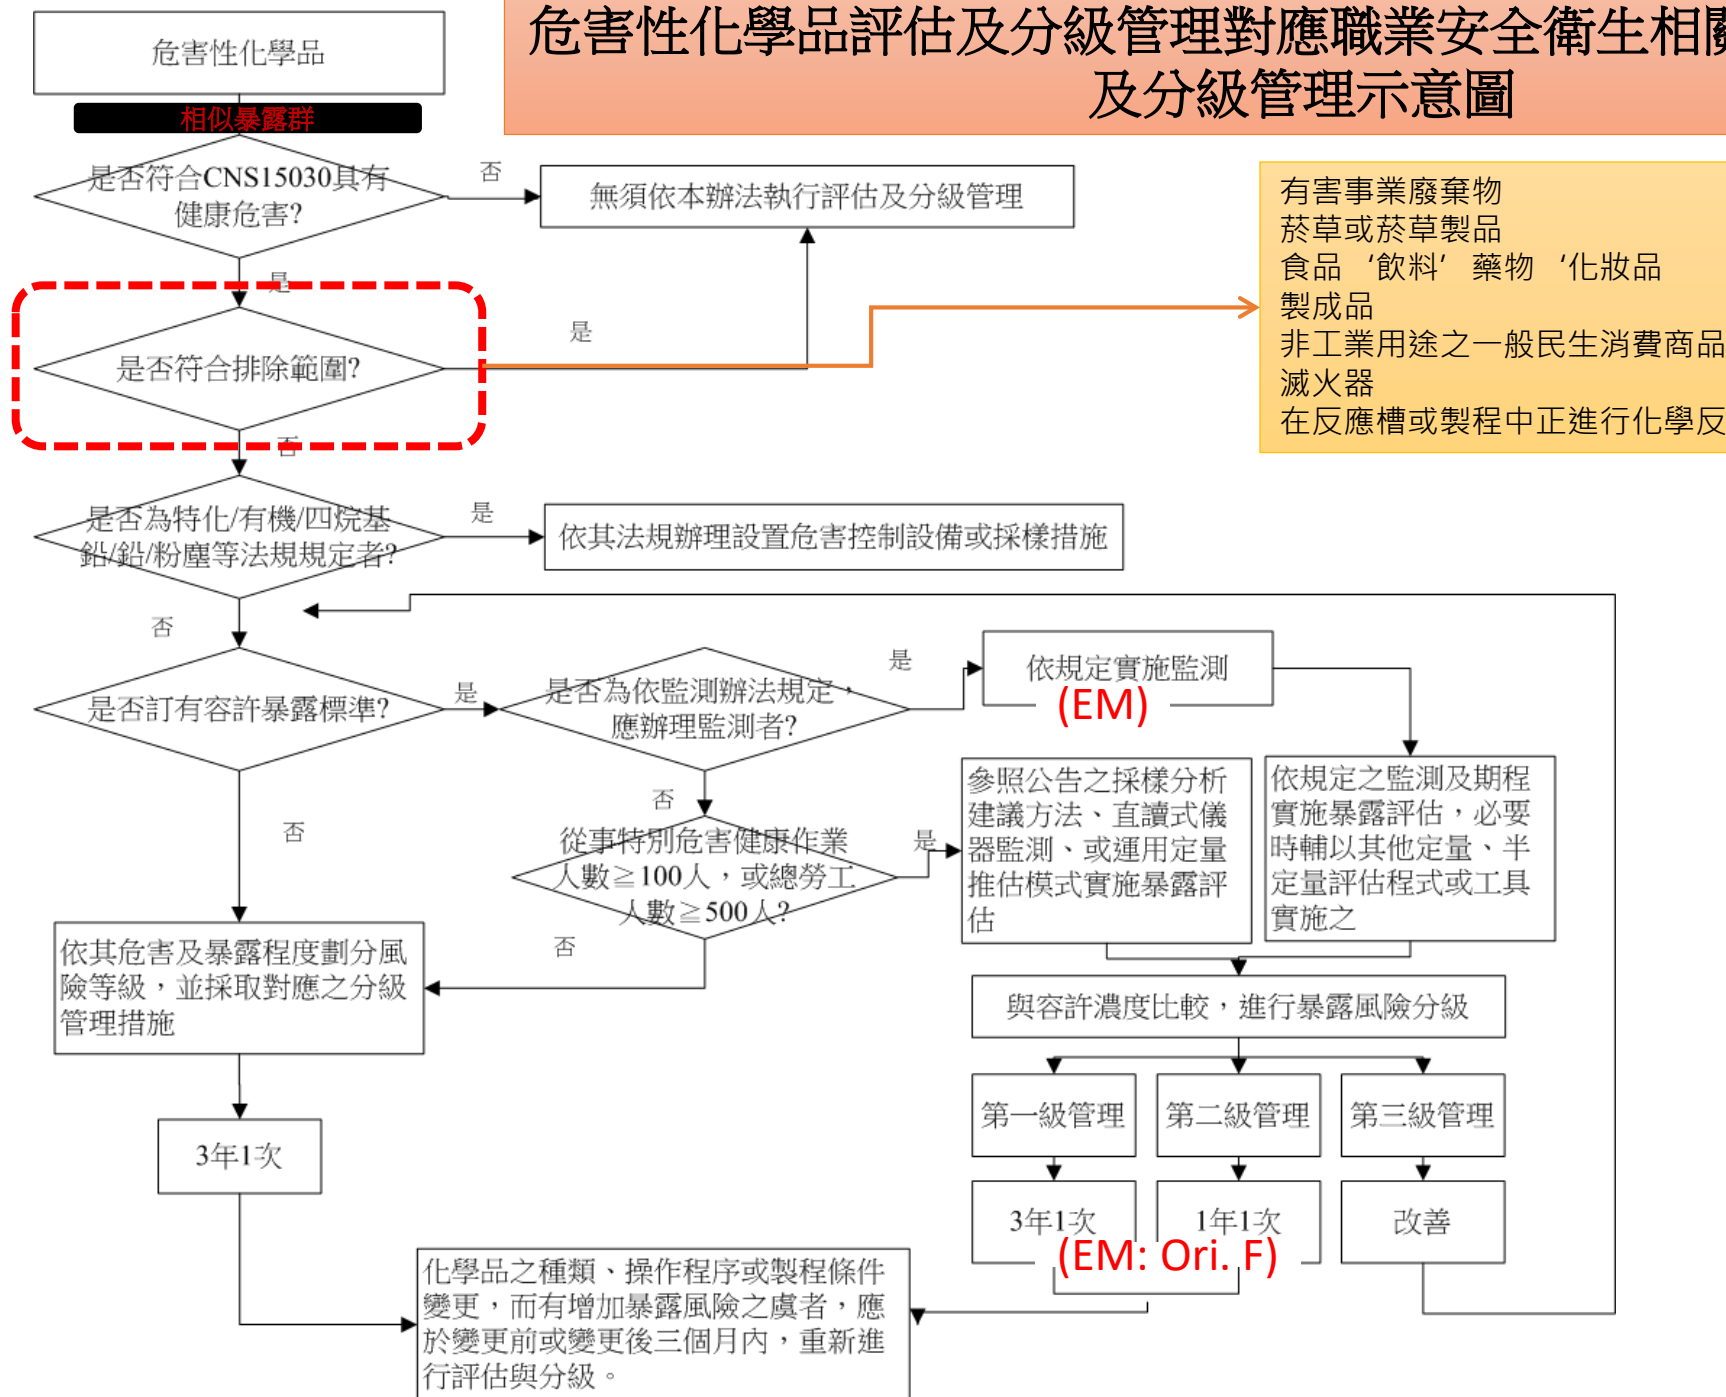 危害性化學品評估及分級管理對應職業安全衛生相關
及分級管理示意圖
危害性化學品
相似暴露群
是否符合CNS15030具有
健康危害?
否
無須依本辦法執行評估及分級管理
是
是否符合排除範圍?
是
有害事業廢棄物
菸草或菸草製品
食品‘飲料’藥物‘化妝品
製成品
非工業用途之一般民生消費商品
滅火器
在反應槽或製程中正進行化學反
否
是否為特化/有機/四烷基
鉛/鉛/粉塵等法規規定者?
是
依其法規辦理設置危害控制設備或採樣措施
否
是否訂有容許暴露標準?
是
是否為依監測辦法規定，
應辦理監測者?
是
依規定實施監測
(EM)
否
從事特別危害健康作業
人數≧100人，或總勞工
人數≧500人?
是
參照公告之採樣分析
建議方法、直讀式儀
器監測、或運用定量
推估模式實施暴露評
估
依規定之監測及期程
實施暴露評估，必要
時輔以其他定量、半
定量評估程式或工具
實施之
否
否
依其危害及暴露程度劃分風
險等級，並採取對應之分級
管理措施
與容許濃度比較，進行暴露風險分級
第一級管理
第二級管理
第三級管理
3年1次
3年1次
1年1次
改善
(EM: Ori. F)
化學品之種類、操作程序或製程條件
變更，而有增加暴露風險之虞者，應
於變更前或變更後三個月內，重新進
行評估與分級。